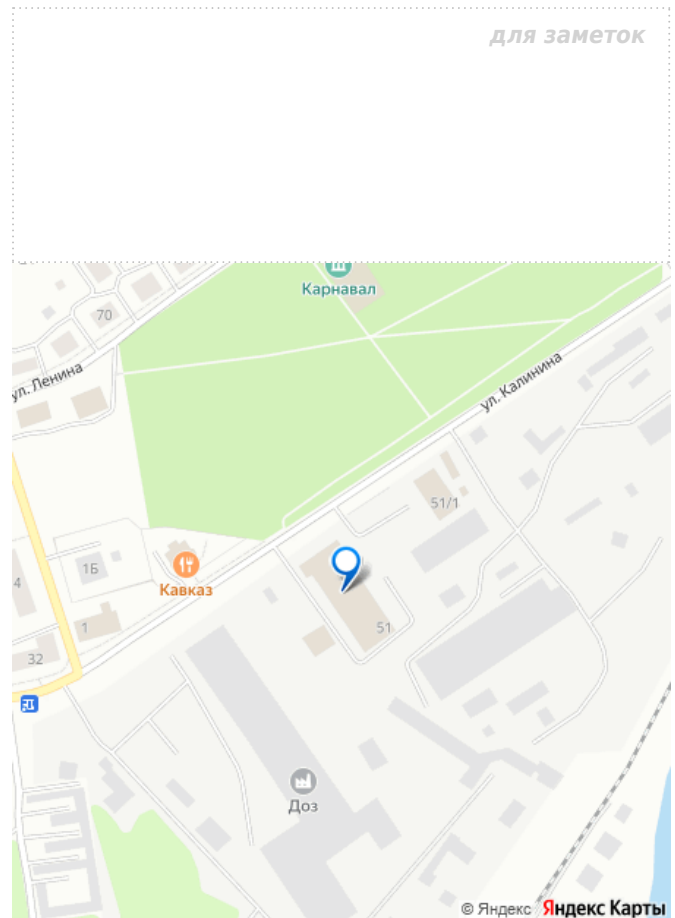 для заметок
Карнавал
70
ул. Ленина
ул. Калинина
51/1
1Б
4
Кавказ
51
1
32
Доз
© Яндекс Яндекс Карты